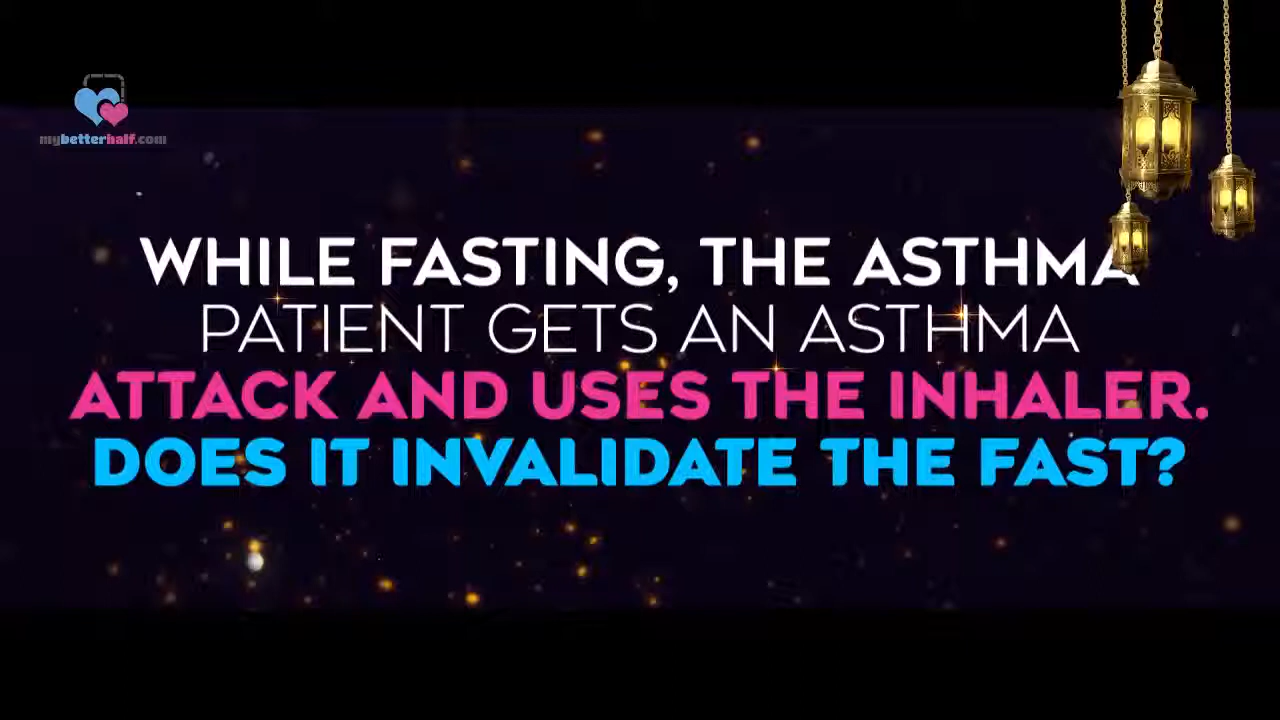 mybetterhalf.com
WHILE FASTING, THE ASTHMA
PATIENT GETS AN ASTHMA
ATTACK AND USES THE INHALER.
DOES IT INVALIDATE THE FAST?